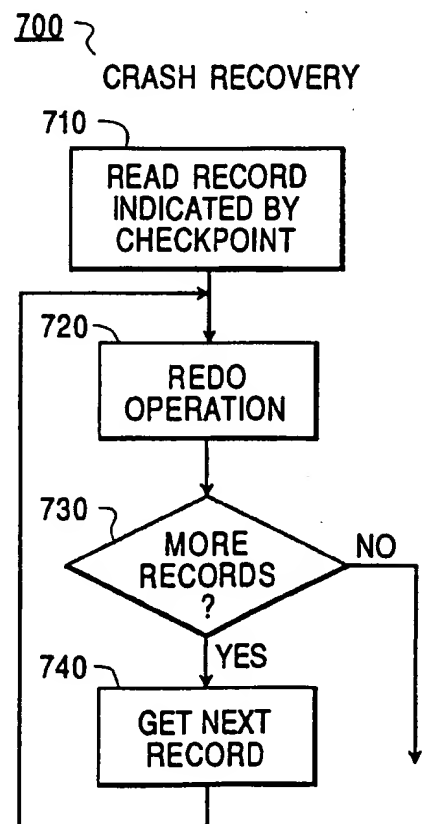 700
CRASH RECOVERY
710
READ RECORD
INDICATED BY
CHECKPOINT
720
REDO
OPERATION
730
MORE
RECORDS
?
NO
YES
740
GET NEXT
RECORD